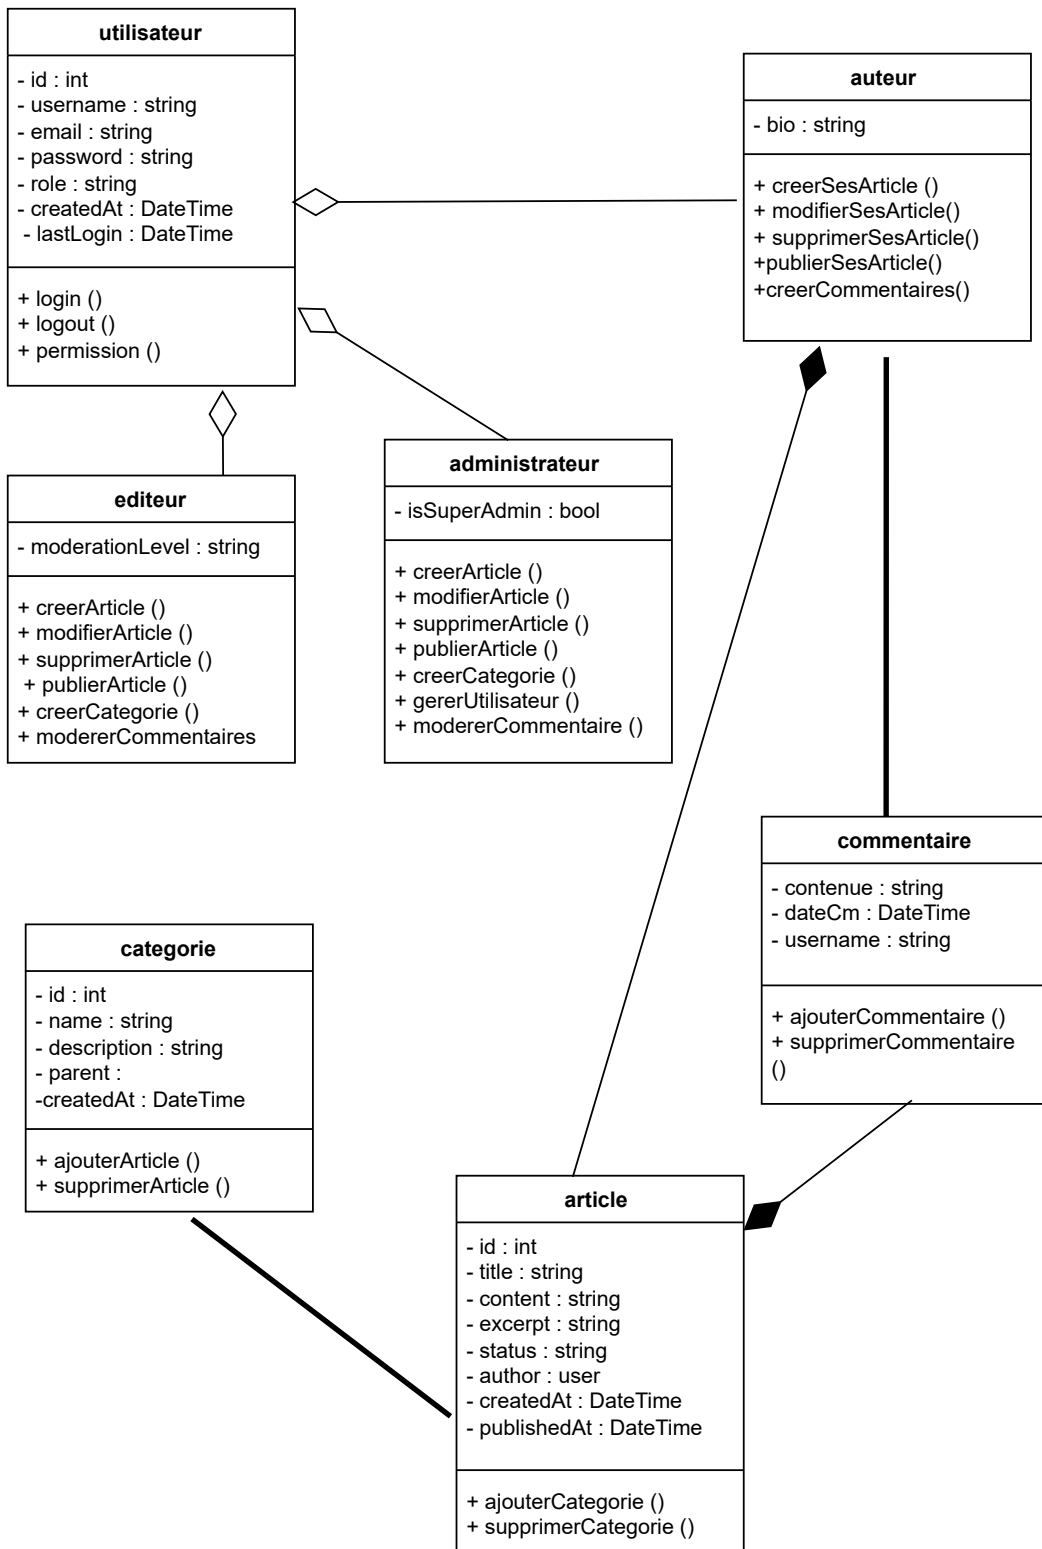 utilisateur
- id : int
- username : string
- email : string
- password : string
- role : string
- createdAt : DateTime
- lastLogin : DateTime
+ login ()
+ logout ()
+ permission ()
auteur
- bio : string
+ creerSesArticle ()
+ modifierSesArticle()
+ supprimerSesArticle()
+publierSesArticle()
+creerCommentaires()
editeur
- moderationLevel : string
+ creerArticle ()
+ modifierArticle ()
+ supprimerArticle ()
+ publierArticle ()
+ creerCategorie ()
+ modererCommentaires
administrateur
- isSuperAdmin : bool
+ creerArticle ()
+ modifierArticle ()
+ supprimerArticle ()
+ publierArticle ()
+ creerCategorie ()
+ gererUtilisateur ()
+ modererCommentaire ()
commentaire
- contenue : string
- dateCm : DateTime
- username : string
+ ajouterCommentaire ()
+ supprimerCommentaire
()
categorie
- id : int
- name : string
- description : string
- parent :
-createdAt : DateTime
+ ajouterArticle ()
+ supprimerArticle ()
article
- id : int
- title : string
- content : string
- excerpt : string
- status : string
- author : user
- createdAt : DateTime
- publishedAt : DateTime
+ ajouterCategorie ()
+ supprimerCategorie ()